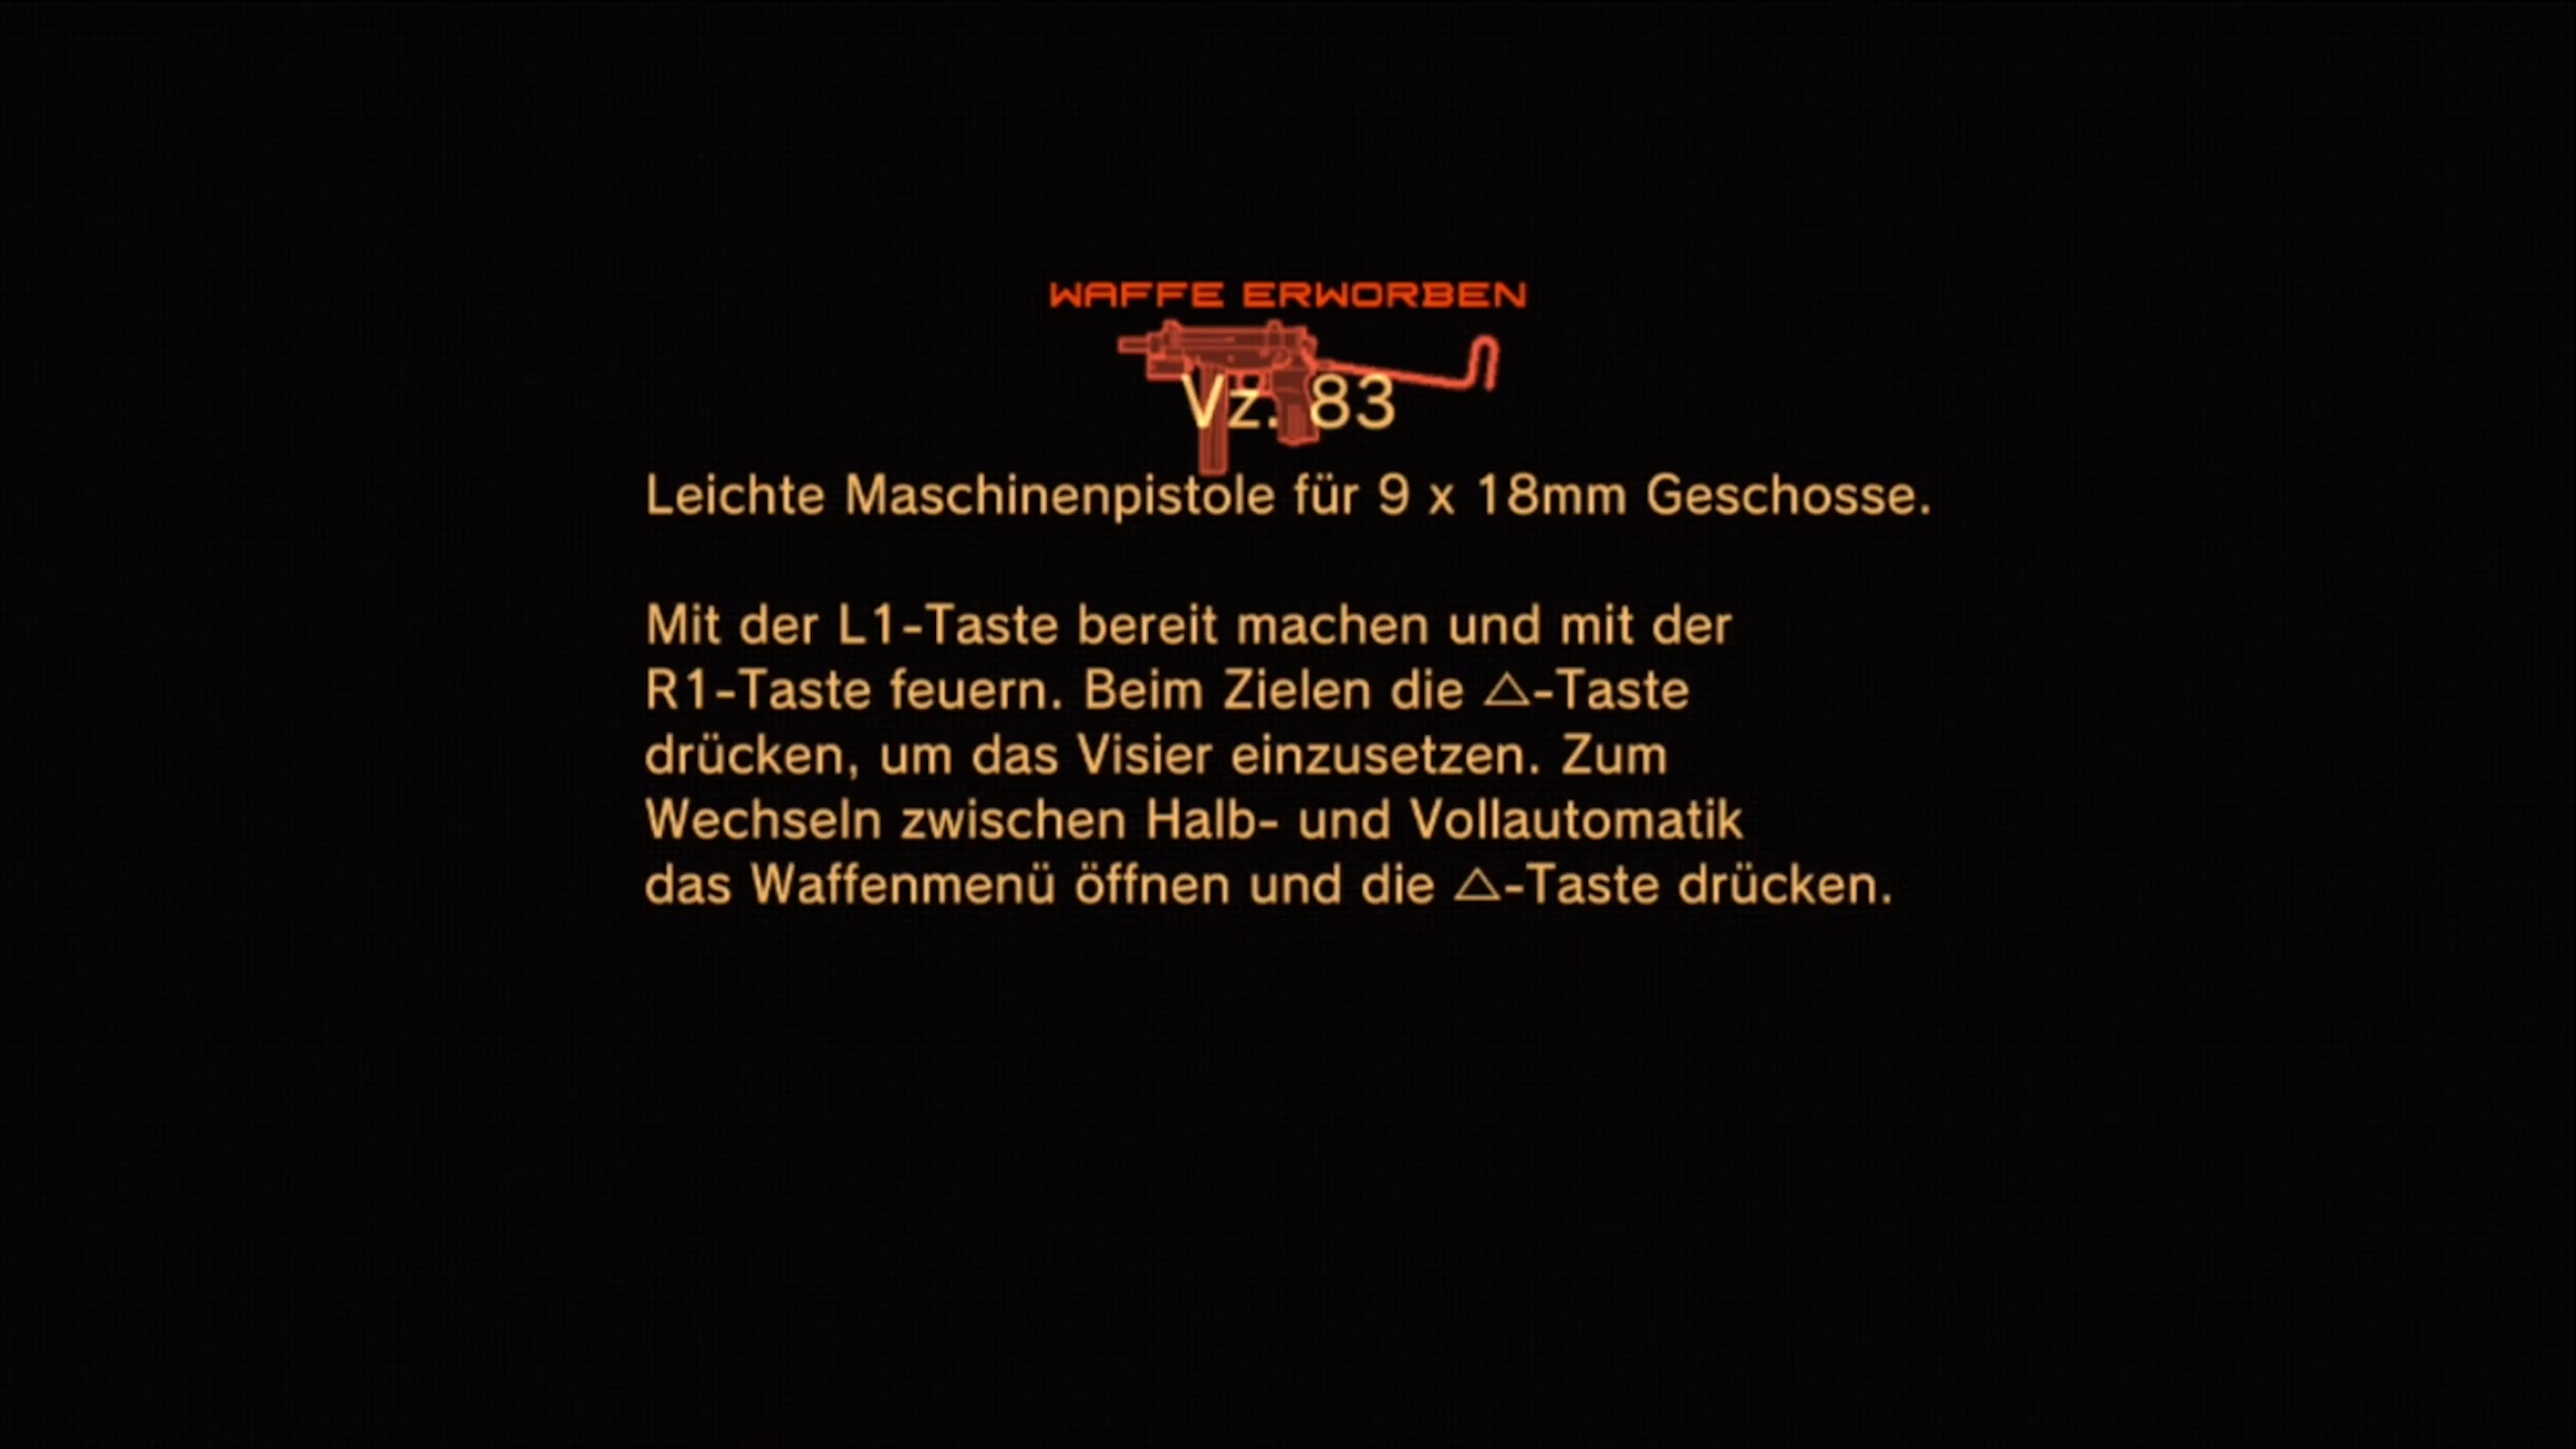 WAFFE ERWORBEN
Vz. 83
Leichte Maschinenpistole für 9 x 18mm Geschosse.
Mit der L1-Taste bereit machen und mit der
R1-Taste feuern. Beim Zielen die △-Taste
drücken, um das Visier einzusetzen. Zum
Wechseln zwischen Halb- und Vollautomatik
das Waffenmenü öffnen und die △-Taste drücken.